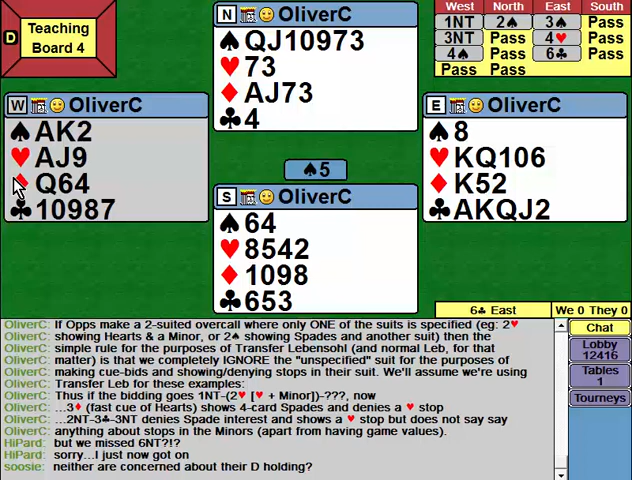 D
Teaching
Board 4
N OliverC
♠QJ10973
♥73
♦AJ73
♣4
West North East South
1NT 2♠ 3♠ Pass
3NT Pass 4♥ Pass
4♠ Pass 6♣ Pass
Pass Pass
W OliverC
♠AK2
♥AJ9
♦Q64
♣10987
♠5
E OliverC
♠8
♥KQ106
♦K52
♣AKQJ2
S OliverC
♠64
♥8542
♦1098
♣653
6♣ East We 0 They 0
OliverC: If Opps make a 2-suited overcall where only ONE of the suits is specified (eg: 2♥
showing Hearts & a Minor, or 2♠ showing Spades and another suit) then the
simple rule for the purposes of Transfer Lebensohl (and normal Leb, for that
matter) is that we completely IGNORE the "unspecified" suit for the purposes of
making cue-bids and showing/denying stops in their suit. We'll assume we're using
Transfer Leb for these examples:
OliverC: Thus if the bidding goes 1NT-(2♥ [♥ + Minor])-???, now
OliverC: ...3♦ (fast cue of Hearts) shows 4-card Spades and denies a ♥ stop
OliverC: ...2NT-3♣-3NT denies Spade interest and shows a ♥ stop but does not say say
OliverC: anything about stops in the Minors (apart from having game values).
HiPard: but we missed 6NT?!?
HiPard: sorry...I just now got on
soosie: neither are concerned about their D holding?
Chat
Lobby
12416
Tables
1
Tourneys